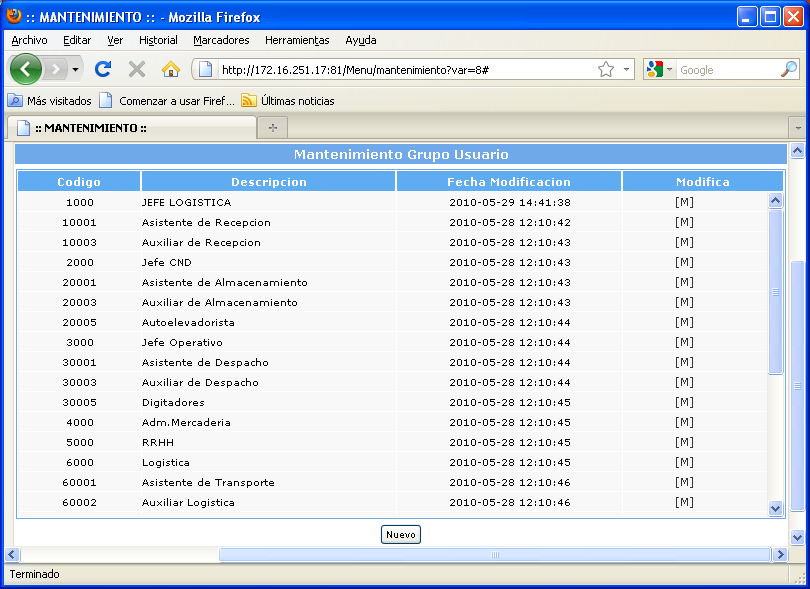 :: MANTENIMIENTO :: - Mozilla Firefox
Archivo Editar Ver Historial Marcadores Herramientas Ayuda
http://172.16.251.17:81/Menu/mantenimiento?var=8# Google
Más visitados Comenzar a usar Firef... Últimas noticias
:: MANTENIMIENTO ::
Mantenimiento Grupo Usuario
Codigo Descripcion Fecha Modificacion Modifica
1000 JEFE LOGISTICA 2010-05-29 14:41:38 [M]
10001 Asistente de Recepcion 2010-05-28 12:10:42 [M]
10003 Auxiliar de Recepcion 2010-05-28 12:10:43 [M]
2000 Jefe CND 2010-05-28 12:10:43 [M]
20001 Asistente de Almacenamiento 2010-05-28 12:10:43 [M]
20003 Auxiliar de Almacenamiento 2010-05-28 12:10:43 [M]
20005 Autoelevadorista 2010-05-28 12:10:44 [M]
3000 Jefe Operativo 2010-05-28 12:10:44 [M]
30001 Asistente de Despacho 2010-05-28 12:10:44 [M]
30003 Auxiliar de Despacho 2010-05-28 12:10:44 [M]
30005 Digitadores 2010-05-28 12:10:45 [M]
4000 Adm.Mercaderia 2010-05-28 12:10:45 [M]
5000 RRHH 2010-05-28 12:10:45 [M]
6000 Logistica 2010-05-28 12:10:45 [M]
60001 Asistente de Transporte 2010-05-28 12:10:46 [M]
60002 Auxiliar Logistica 2010-05-28 12:10:46 [M]
Nuevo
Terminado